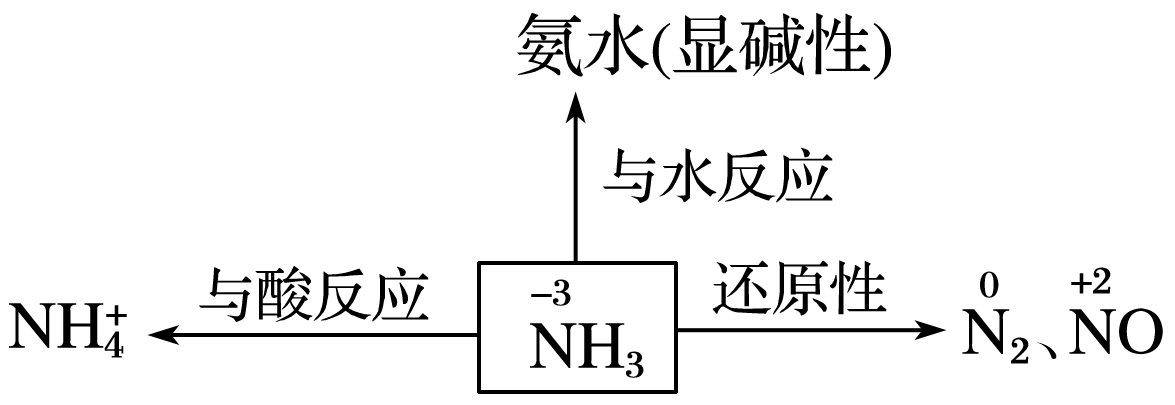 氨水(显碱性)
与水反应
与酸反应
还原性
NH₄⁺
-3
NH₃
0 +2
N₂、NO